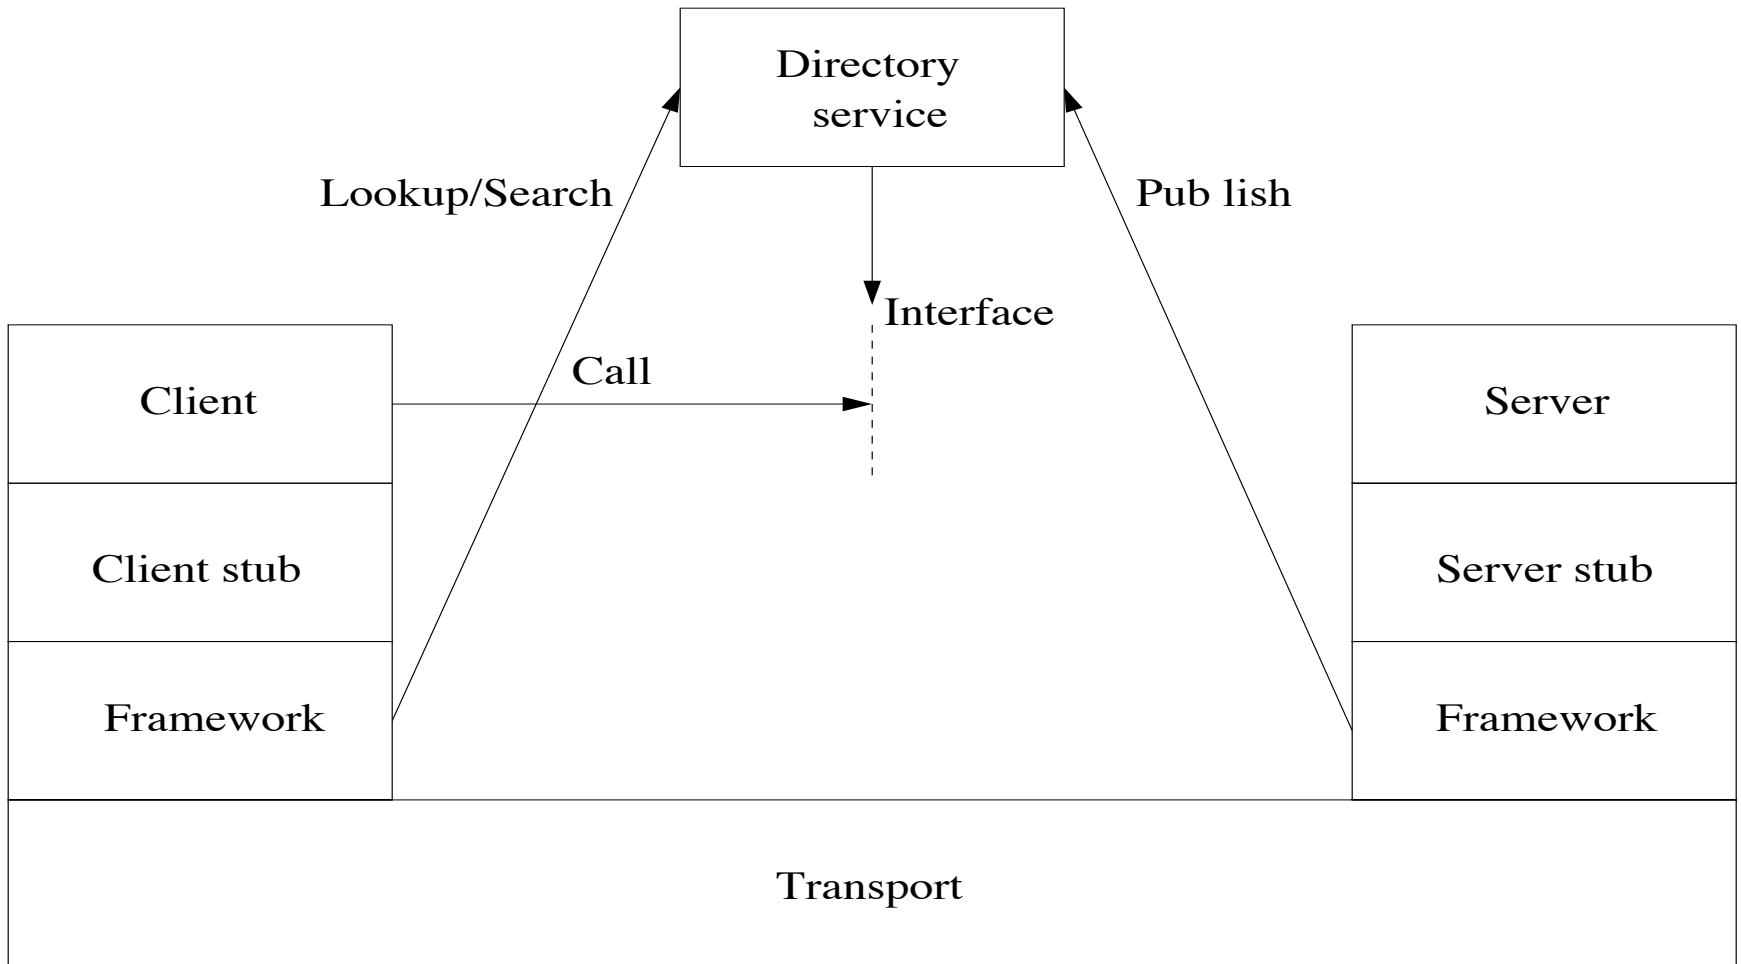 Directory
service
Lookup/Search
Pub lish
Interface
Call
Client
Server
Client stub
Server stub
Framework
Framework
Transport